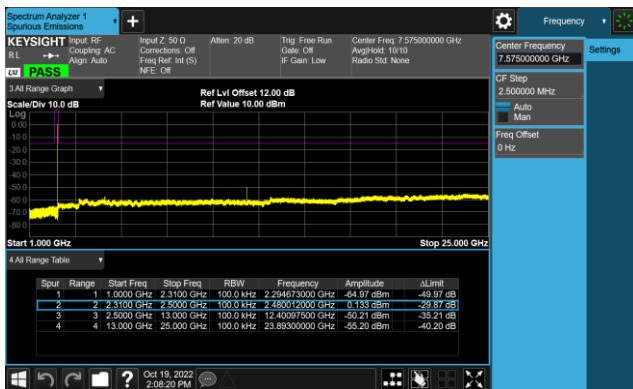 Spectrum Analyzer 1
Spurious Emissions
Frequency
KEYSIGHT
RL
LXI PASS
Input: RF
Coupling: AC
Align: Auto
Input Z: 50 Ω
Corrections: Off
Freq Ref: Int (S)
NFE: Off
Atten: 20 dB
Trig: Free Run
Gate: Off
IF Gain: Low
Center Freq: 7.575000000 GHz
Avg|Hold: 10/10
Radio Std: None
Center Frequency
7.575000000 GHz
Settings
CF Step
2.500000 MHz
Auto
Man
Freq Offset
0 Hz
3 All Range Graph
Scale/Div 10.0 dB
Ref Lvl Offset 12.00 dB
Ref Value 10.00 dBm
Log
0.00
-10.0
-20.0
-30.0
-40.0
-50.0
-60.0
-70.0
-80.0
Start 1.000 GHz
Stop 25.000 GHz
4 All Range Table
Spur Range Start Freq Stop Freq RBW Frequency Amplitude ΔLimit
1 1 1.0000 GHz 2.3100 GHz 100.0 kHz 2.294673000 GHz -64.97 dBm -49.97 dB
2 2 2.3100 GHz 2.5000 GHz 100.0 kHz 2.480012000 GHz 0.133 dBm -29.87 dB
3 3 2.5000 GHz 13.000 GHz 100.0 kHz 12.40097500 GHz -50.21 dBm -35.21 dB
4 4 13.000 GHz 25.000 GHz 100.0 kHz 23.89300000 GHz -55.20 dBm -40.20 dB
?
Oct 19, 2022
2:08:20 PM